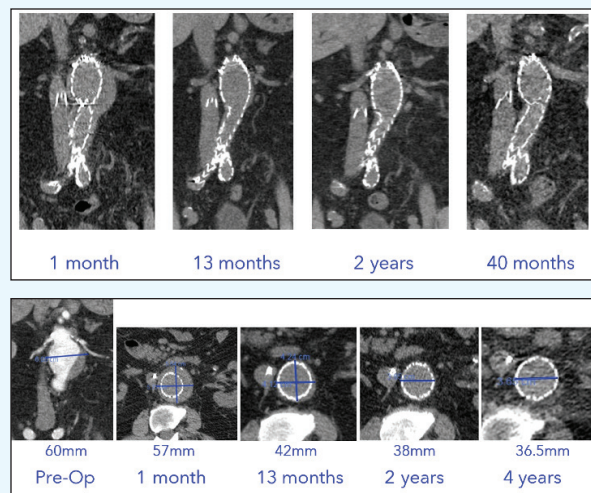 1 month 13 months 2 years 40 months
60mm 57mm 42mm 38mm 36.5mm
Pre-Op 1 month 13 months 2 years 4 years